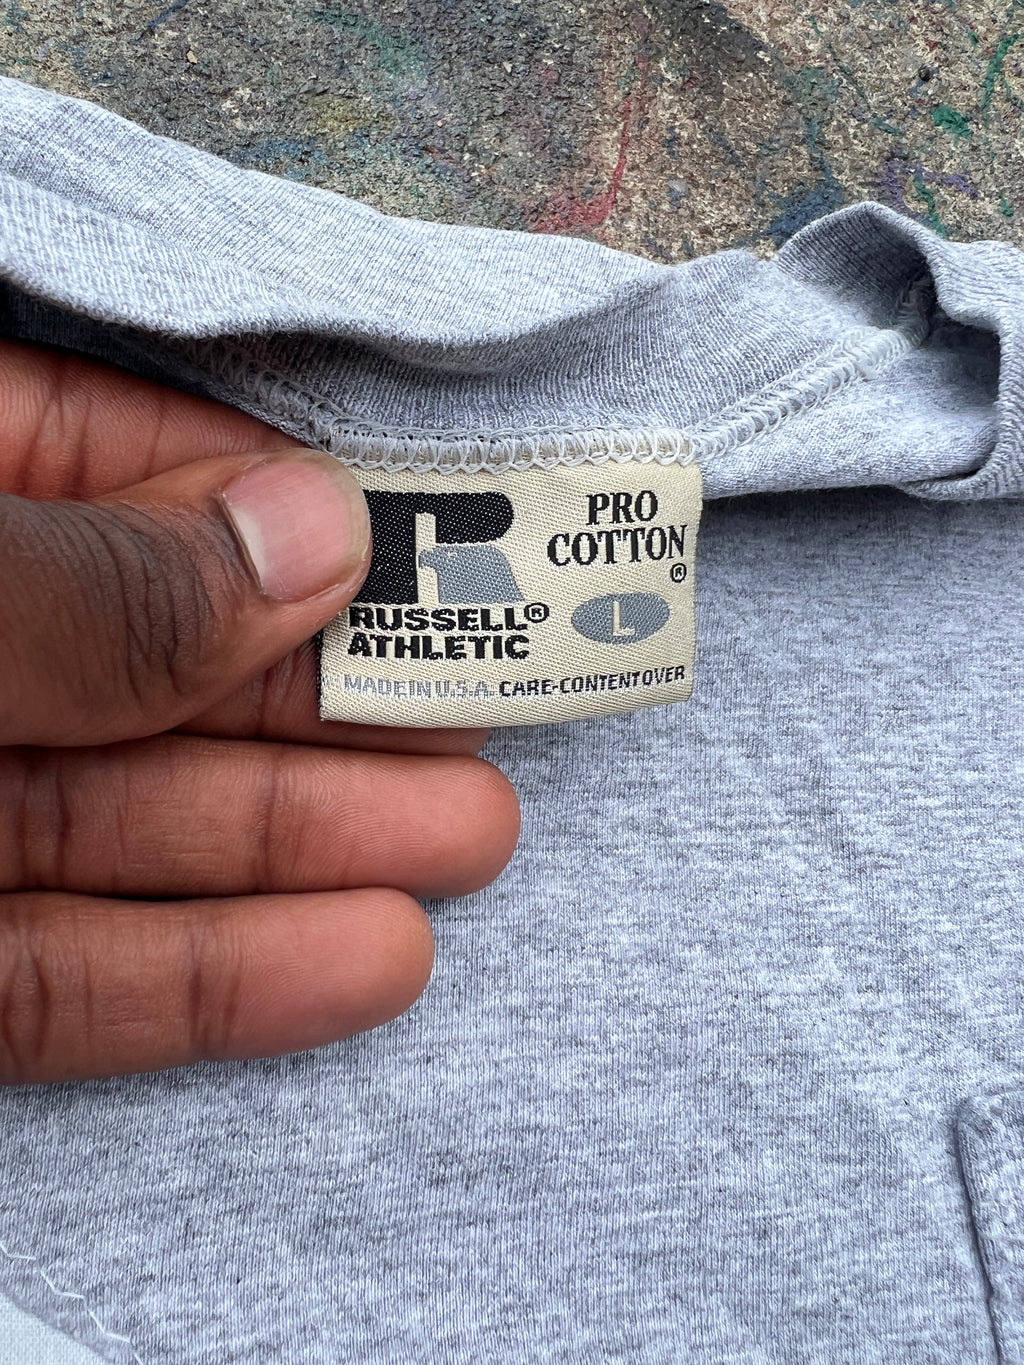 R
PRO
COTTON®
L
RUSSELL®
ATHLETIC
MADE IN U.S.A. CARE-CONTENT OVER